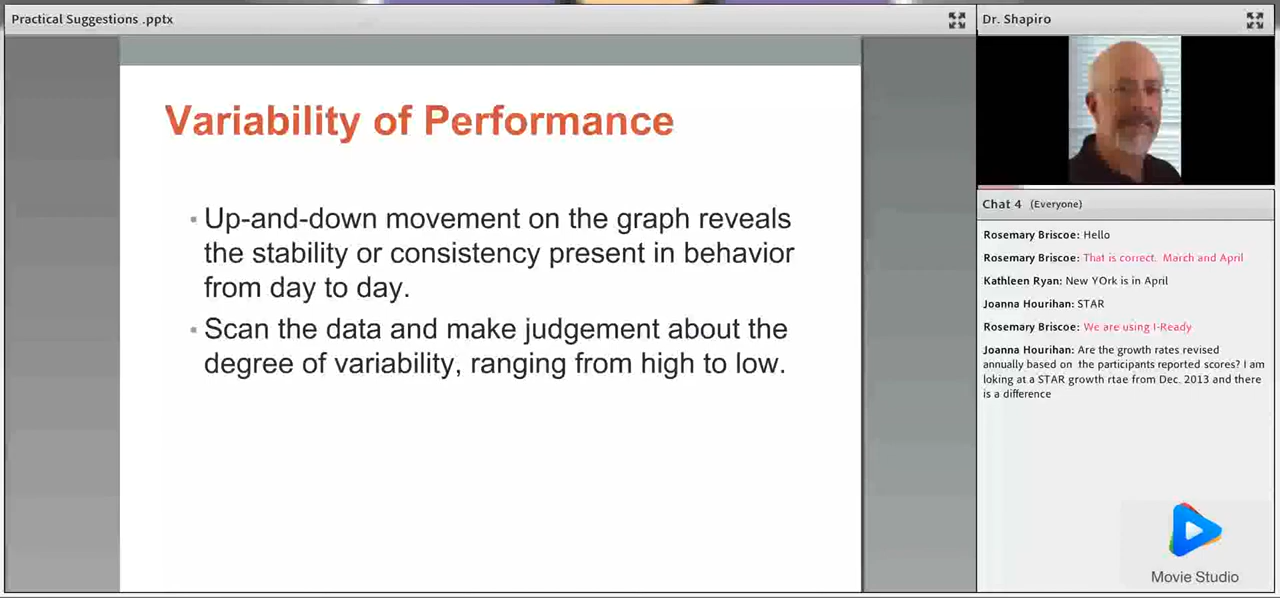 Practical Suggestions .pptx
Variability of Performance
Up-and-down movement on the graph reveals
the stability or consistency present in behavior
from day to day.
Scan the data and make judgement about the
degree of variability, ranging from high to low.
Dr. Shapiro
Chat 4 (Everyone)
Rosemary Briscoe: Hello
Rosemary Briscoe: That is correct. March and April
Kathleen Ryan: New YOrk is in April
Joanna Hourihan: STAR
Rosemary Briscoe: We are using I-Ready
Joanna Hourihan: Are the growth rates revised
annually based on the participants reported scores? I am
loking at a STAR growth rtae from Dec. 2013 and there
is a difference
Movie Studio